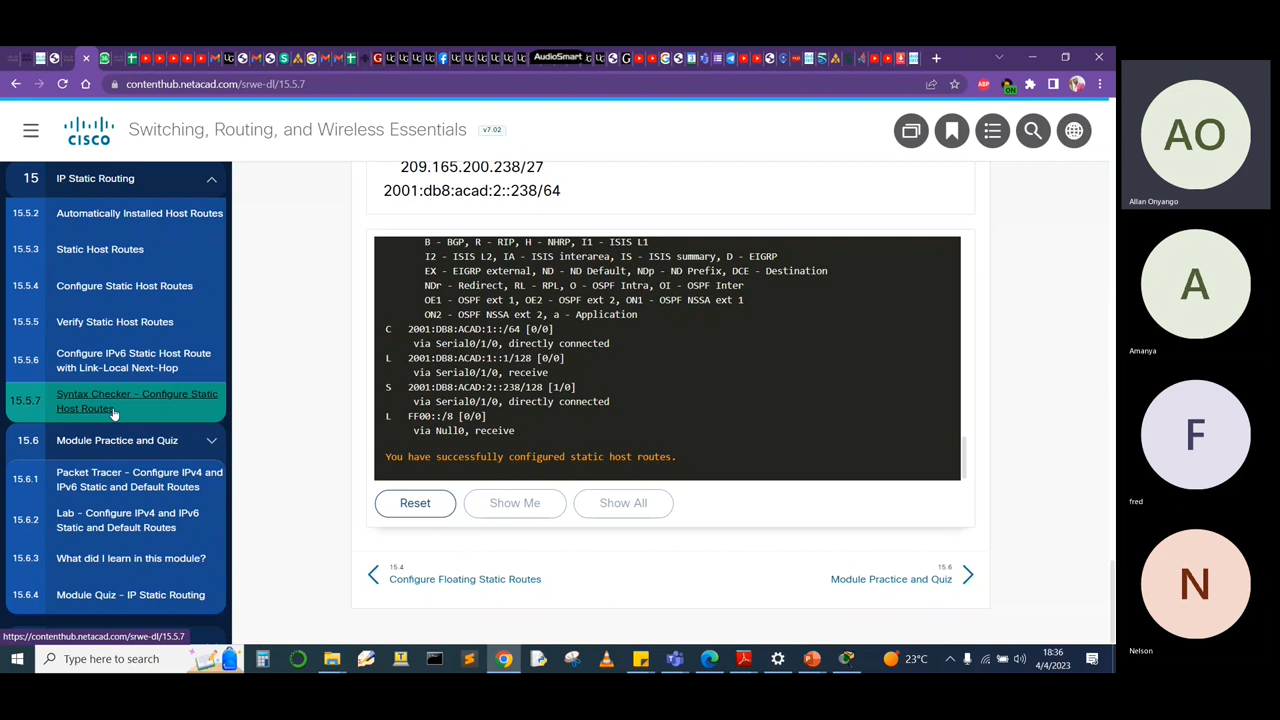 AudioSmart
contenthub.netacad.com/srwe-dl/15.5.7
ABP
ON
CISCO
Switching, Routing, and Wireless Essentials
v7.02
15 IP Static Routing
15.5.2 Automatically Installed Host Routes
15.5.3 Static Host Routes
15.5.4 Configure Static Host Routes
15.5.5 Verify Static Host Routes
15.5.6 Configure IPv6 Static Host Route
with Link-Local Next-Hop
15.5.7 Syntax Checker - Configure Static
Host Routes
15.6 Module Practice and Quiz
15.6.1 Packet Tracer - Configure IPv4 and
IPv6 Static and Default Routes
15.6.2 Lab - Configure IPv4 and IPv6
Static and Default Routes
15.6.3 What did I learn in this module?
15.6.4 Module Quiz - IP Static Routing
https://contenthub.netacad.com/srwe-dl/15.5.7
209.165.200.238/27
2001:db8:acad:2::238/64
B - BGP, R - RIP, H - NHRP, I1 - ISIS L1
I2 - ISIS L2, IA - ISIS interarea, IS - ISIS summary, D - EIGRP
EX - EIGRP external, ND - ND Default, NDp - ND Prefix, DCE - Destination
NDr - Redirect, RL - RPL, O - OSPF Intra, OI - OSPF Inter
OE1 - OSPF ext 1, OE2 - OSPF ext 2, ON1 - OSPF NSSA ext 1
ON2 - OSPF NSSA ext 2, a - Application
C 2001:DB8:ACAD:1::/64 [0/0]
via Serial0/1/0, directly connected
L 2001:DB8:ACAD:1::1/128 [0/0]
via Serial0/1/0, receive
S 2001:DB8:ACAD:2::238/128 [1/0]
via Serial0/1/0, directly connected
L FF00::/8 [0/0]
via Null0, receive
You have successfully configured static host routes.
Reset
Show Me
Show All
15.4
Configure Floating Static Routes
15.6
Module Practice and Quiz
Type here to search
23°C
18:36
4/4/2023
AO
Allan Onyango
A
Amanya
F
fred
N
Nelson